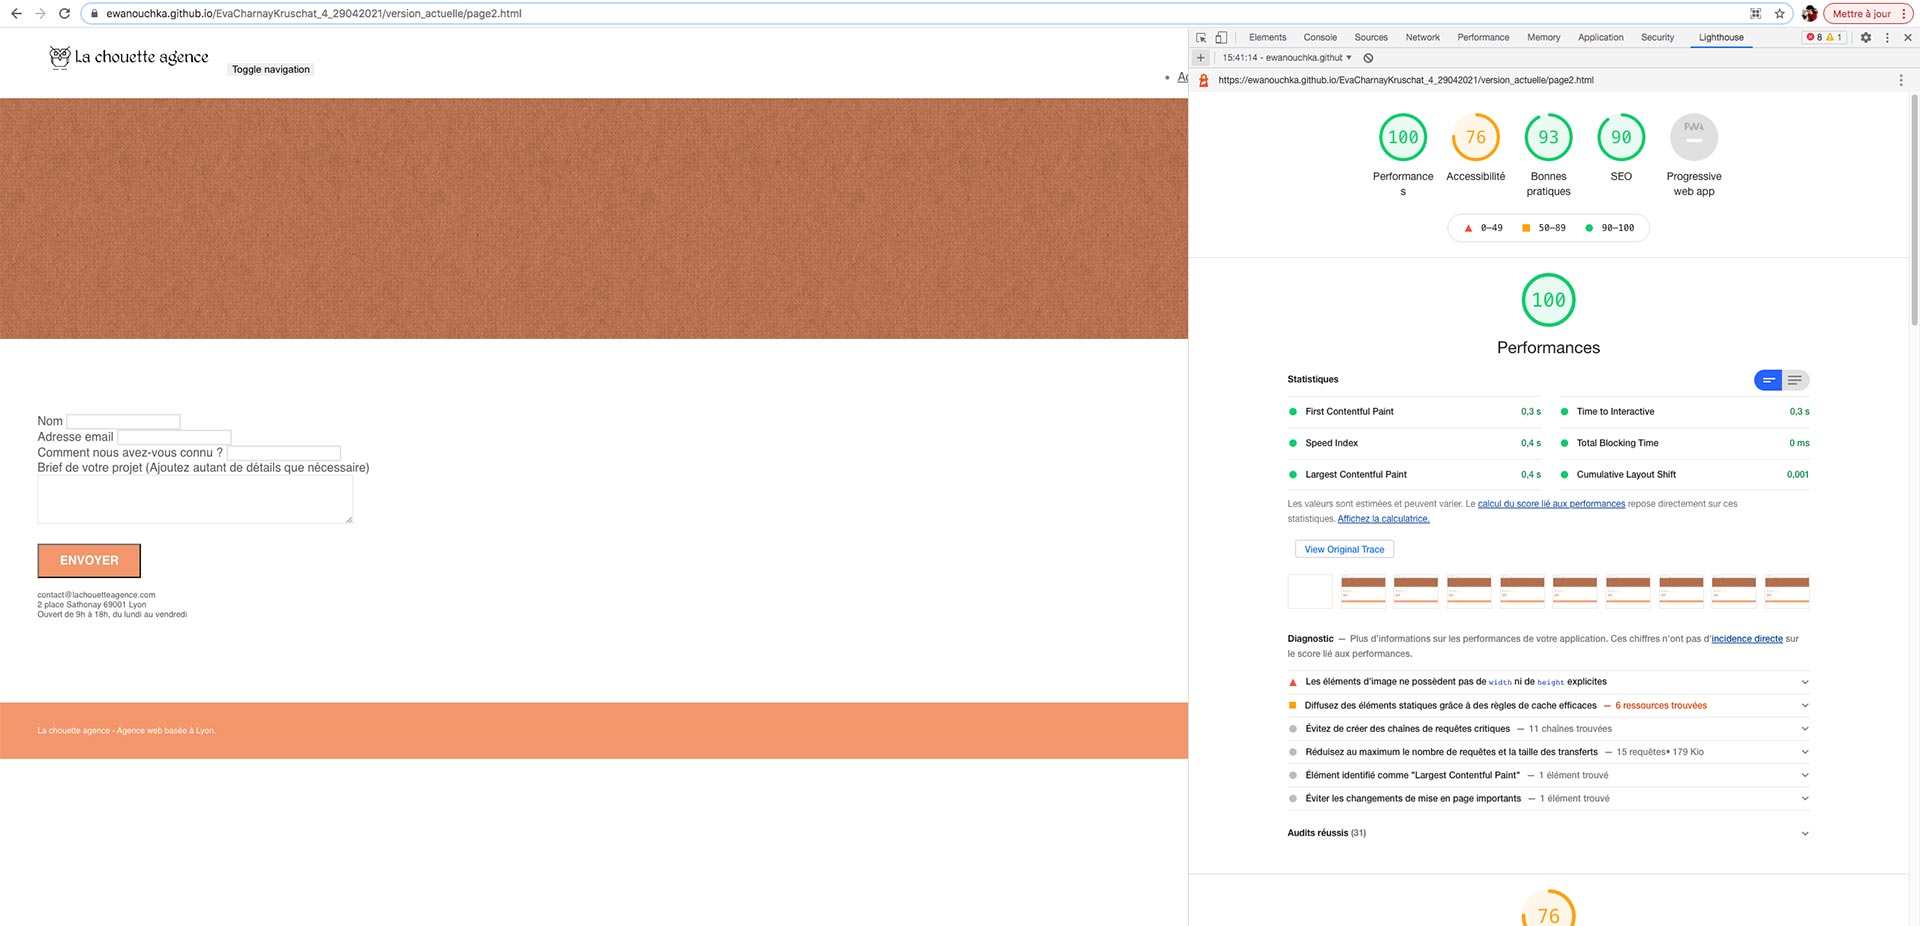 ewanouchka.github.io/EvaCharnayKruschat_4_29042021/version_actuelle/page2.html
Mettre à jour
La chouette agence
Toggle navigation
Nom
Adresse email
Comment nous avez-vous connu ?
Brief de votre projet (Ajoutez autant de détails que nécessaire)
ENVOYER
contact@lachouetteagence.com
2 place Sathonay 69001 Lyon
Ouvert de 9h à 18h, du lundi au vendredi
La chouette agence - Agence web basée à Lyon.
Elements Console Sources Network Performance Memory Application Security Lighthouse 8 1
15:41:14 - ewanouchka.githut
https://ewanouchka.github.io/EvaCharnayKruschat_4_29042021/version_actuelle/page2.html
100 76 93 90 PWA
Performance Accessibilité Bonnes SEO Progressive
s pratiques web app
0–49 50–89 90–100
100
Performances
Statistiques
First Contentful Paint 0,3 s Time to Interactive 0,3 s
Speed Index 0,4 s Total Blocking Time 0 ms
Largest Contentful Paint 0,4 s Cumulative Layout Shift 0,001
Les valeurs sont estimées et peuvent varier. Le calcul du score lié aux performances repose directement sur ces
statistiques. Affichez la calculatrice.
View Original Trace
Diagnostic — Plus d'informations sur les performances de votre application. Ces chiffres n'ont pas d'incidence directe sur
le score lié aux performances.
Les éléments d'image ne possèdent pas de width ni de height explicites
Diffusez des éléments statiques grâce à des règles de cache efficaces — 6 ressources trouvées
Évitez de créer des chaînes de requêtes critiques — 11 chaînes trouvées
Réduisez au maximum le nombre de requêtes et la taille des transferts — 15 requêtes• 179 Kio
Élément identifié comme "Largest Contentful Paint" — 1 élément trouvé
Éviter les changements de mise en page importants — 1 élément trouvé
Audits réussis (31)
76